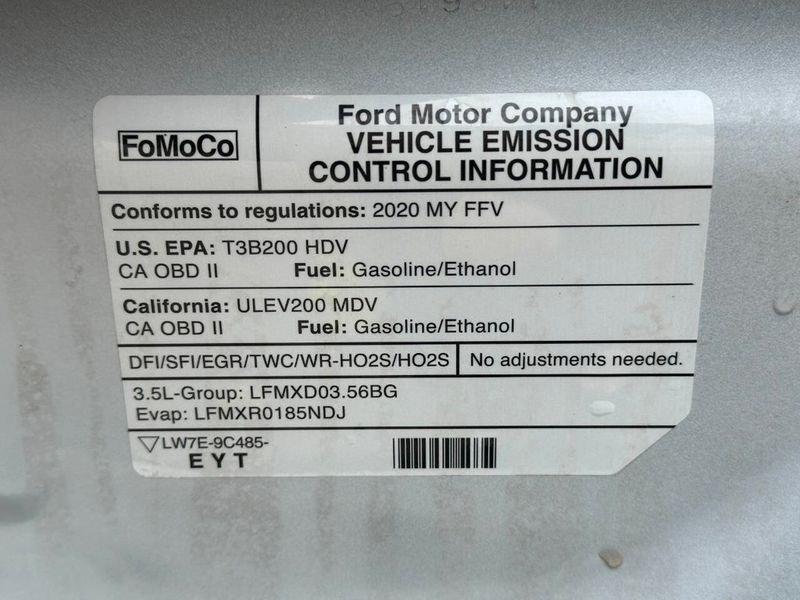 FoMoCo
Ford Motor Company
VEHICLE EMISSION
CONTROL INFORMATION
Conforms to regulations: 2020 MY FFV
U.S. EPA: T3B200 HDV
CA OBD II Fuel: Gasoline/Ethanol
California: ULEV200 MDV
CA OBD II Fuel: Gasoline/Ethanol
DFI/SFI/EGR/TWC/WR-HO2S/HO2S No adjustments needed.
3.5L-Group: LFMXD03.56BG
Evap: LFMXR0185NDJ
LW7E-9C485-
EYT